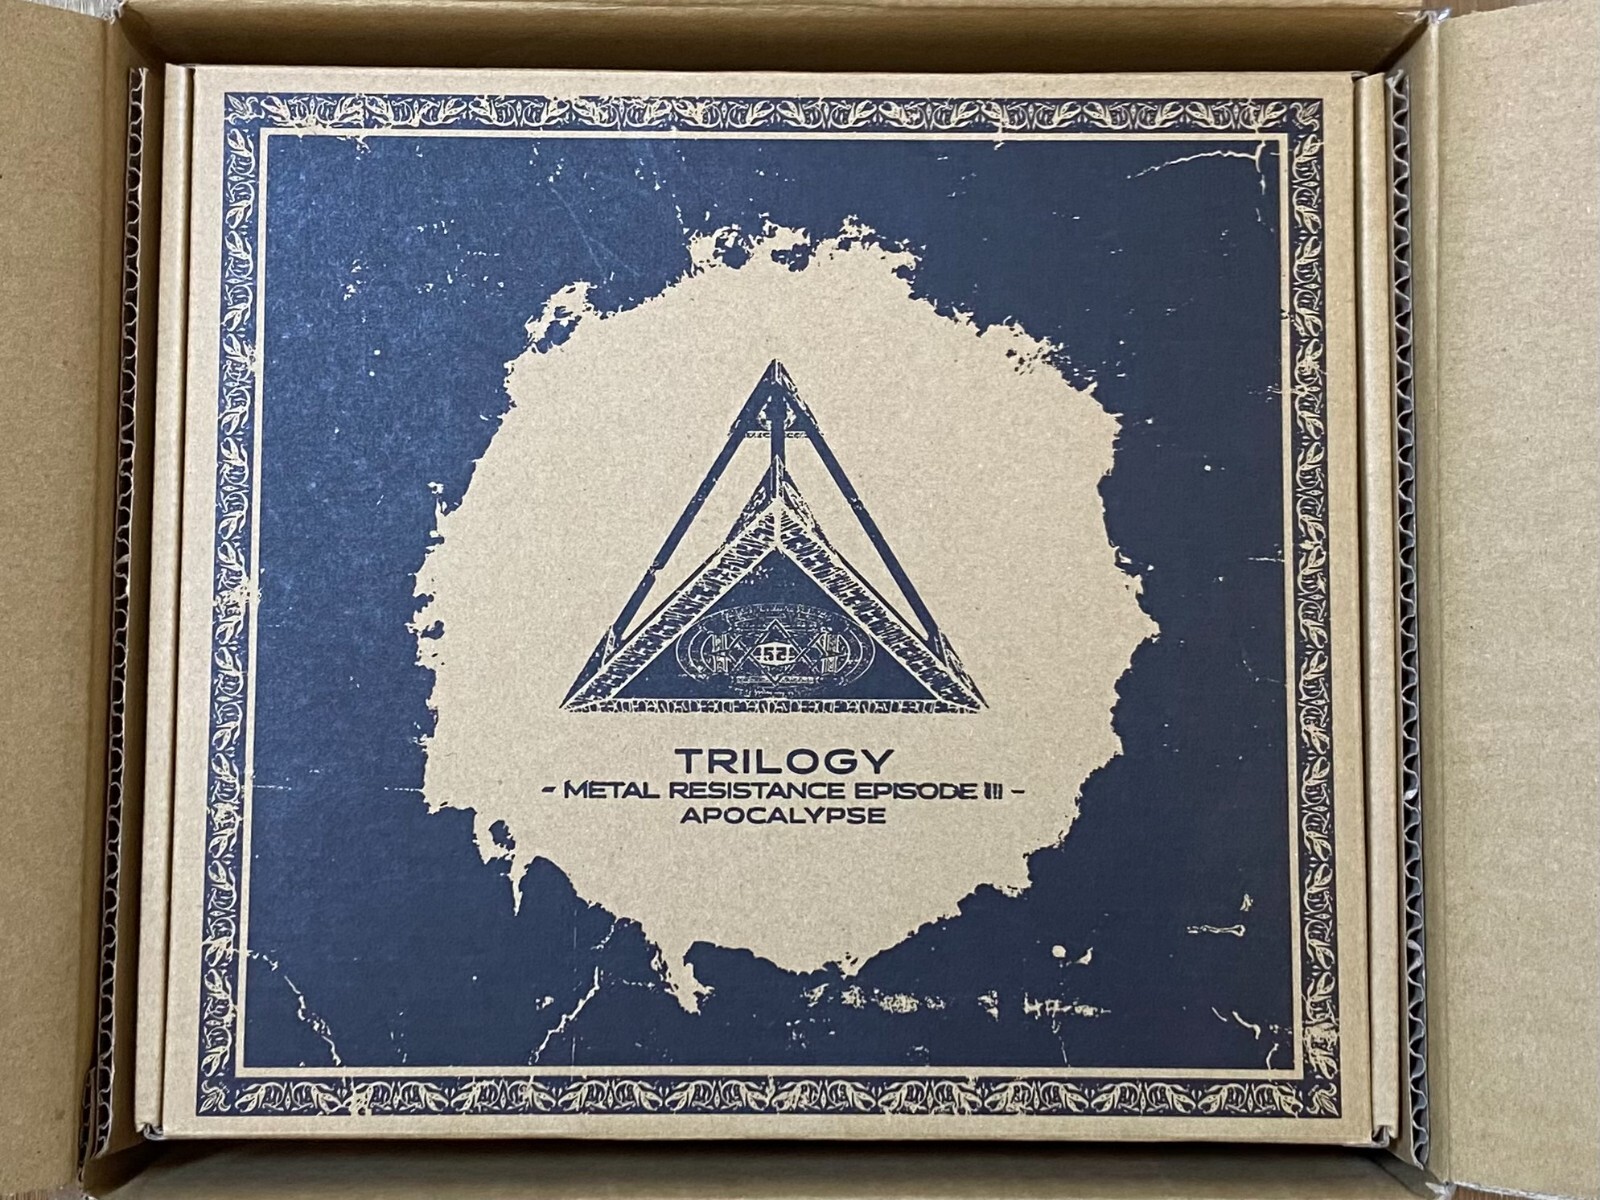 TRILOGY
- METAL RESISTANCE EPISODE III -
APOCALYPSE